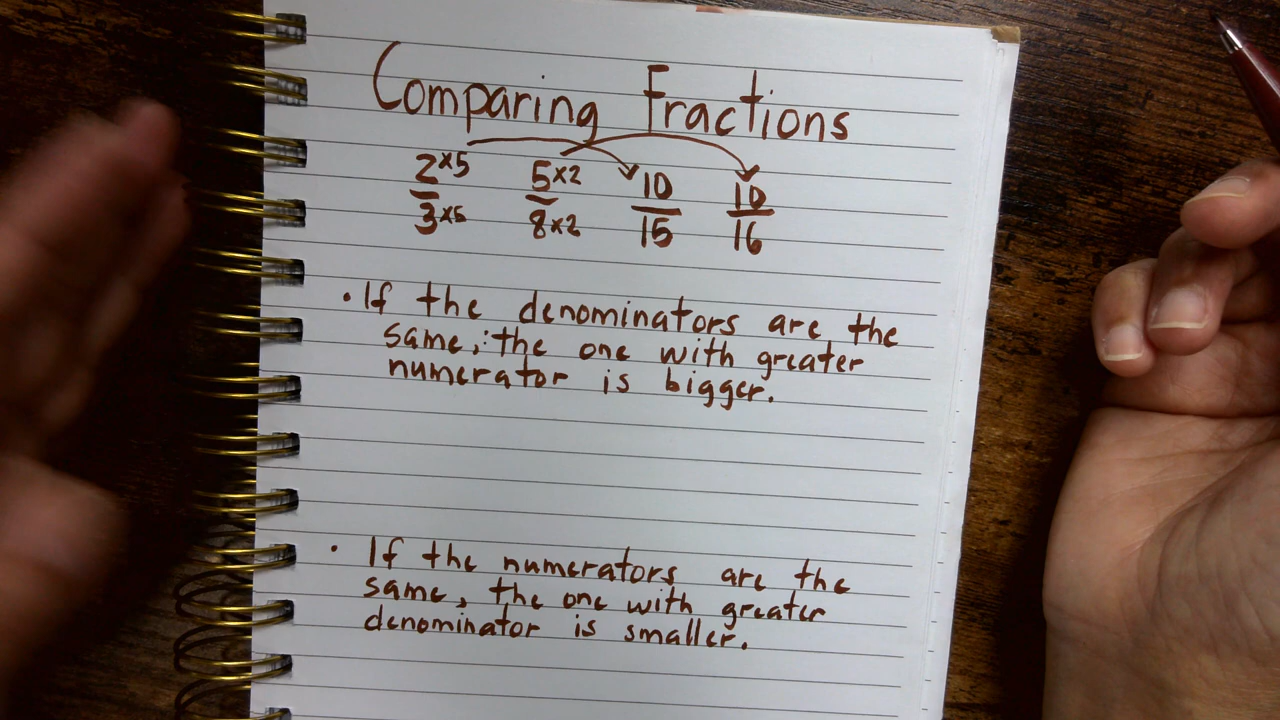 Comparing Fractions
2×5 5×2 10 10
3×5 8×2 15 16
• If the denominators are the
same, the one with greater
numerator is bigger.
• If the numerators are the
same, the one with greater
denominator is smaller.